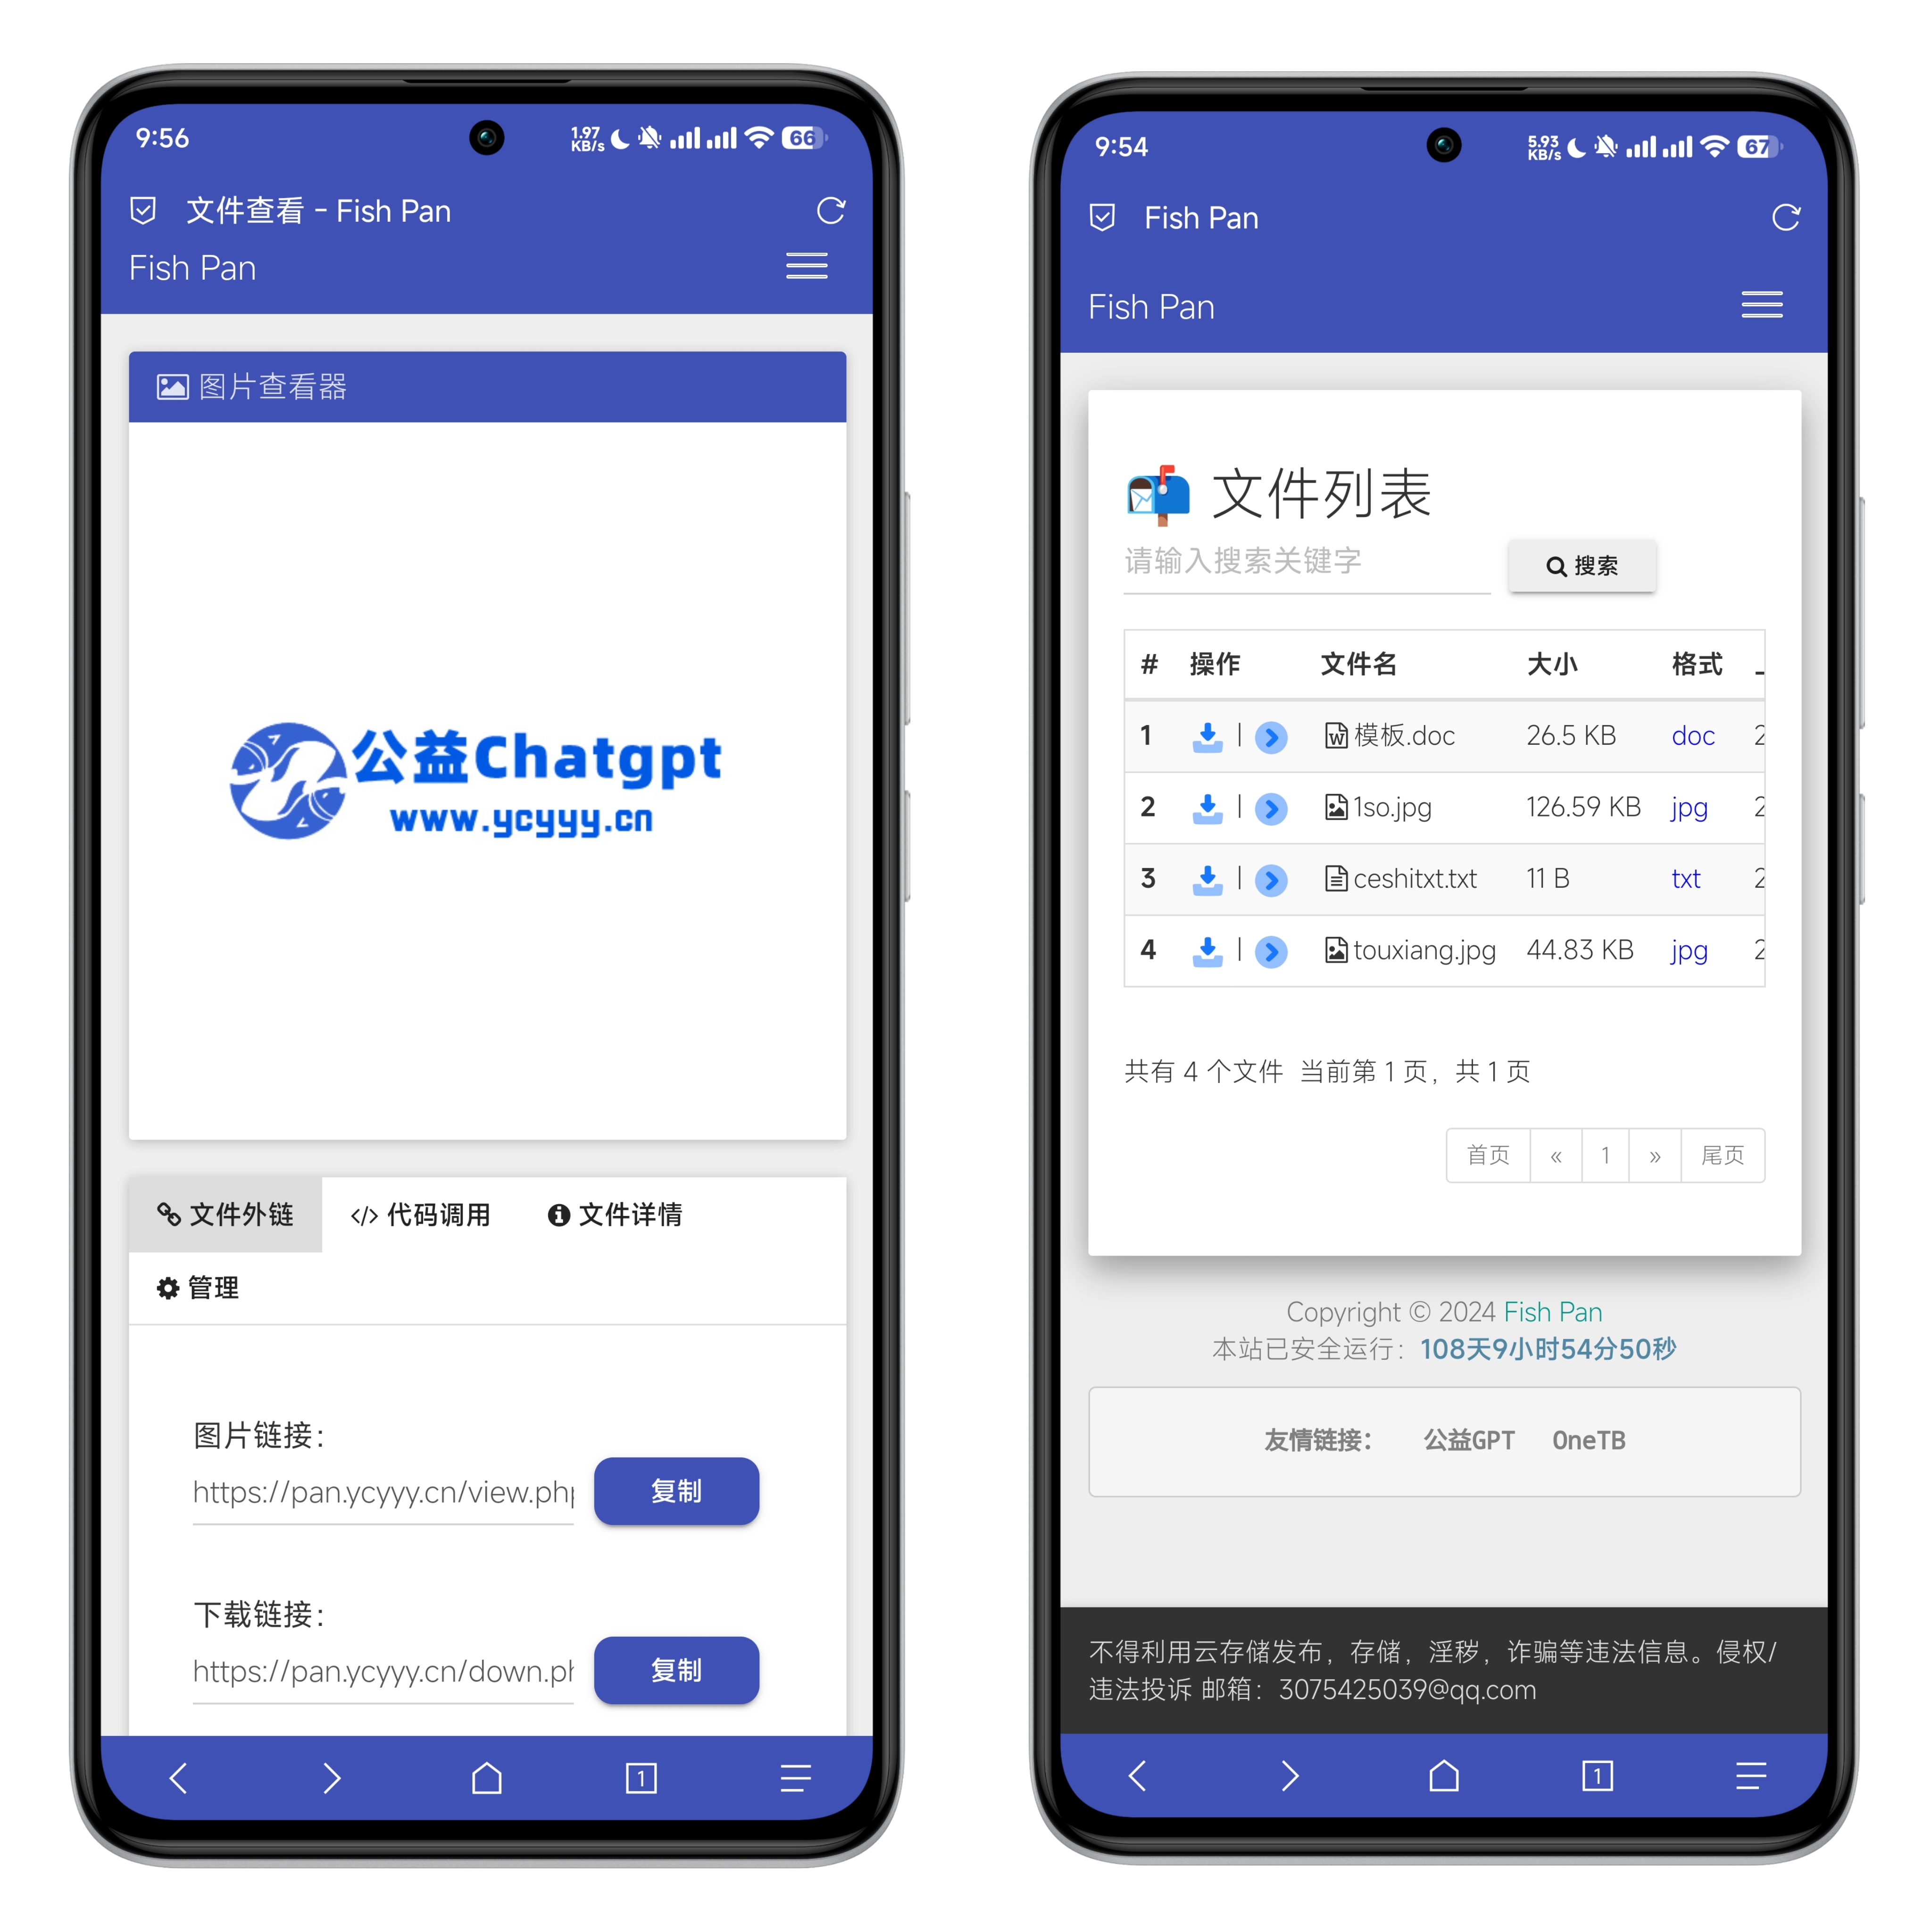 9:56
1.97
KB/s
66
文件查看 - Fish Pan
Fish Pan
图片查看器
公益Chatgpt
www.ycyyy.cn
文件外链
</> 代码调用
文件详情
管理
图片链接：
https://pan.ycyyy.cn/view.php
复制
下载链接：
https://pan.ycyyy.cn/down.ph
复制
1
9:54
5.93
KB/s
67
Fish Pan
Fish Pan
文件列表
请输入搜索关键字
搜索
# 操作 文件名 大小 格式
1 | 模板.doc 26.5 KB doc 2
2 | 1so.jpg 126.59 KB jpg 2
3 | ceshitxt.txt 11 B txt 2
4 | touxiang.jpg 44.83 KB jpg 2
共有 4 个文件 当前第 1 页，共 1 页
首页 « 1 » 尾页
Copyright © 2024 Fish Pan
本站已安全运行：108天9小时54分50秒
友情链接： 公益GPT OneTB
不得利用云存储发布，存储，淫秽，诈骗等违法信息。侵权/
违法投诉 邮箱：3075425039@qq.com
1